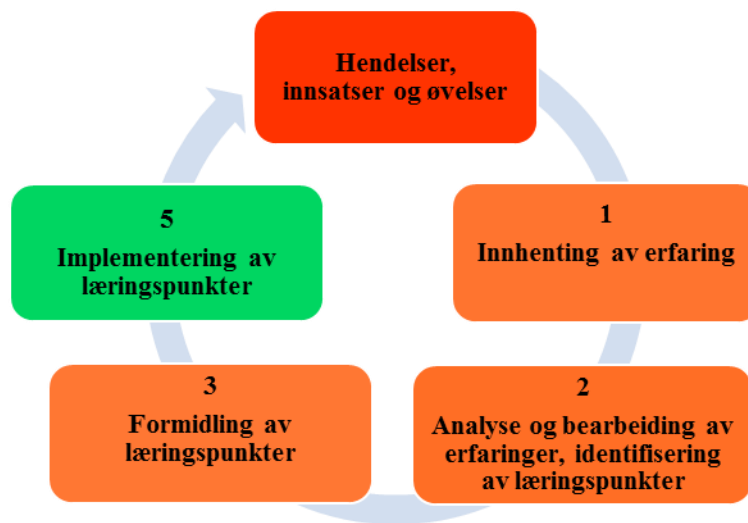 Hendelser,
innsatser og øvelser
1
Innhenting av erfaring
2
Analyse og bearbeiding av
erfaringer, identifisering
av læringspunkter
3
Formidling av
læringspunkter
5
Implementering av
læringspunkter